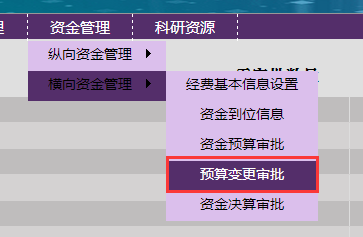 理
资金管理
科研资源
纵向资金管理
横向资金管理
经费基本信息设置
资金到位信息
资金预算审批
预算变更审批
资金决算审批